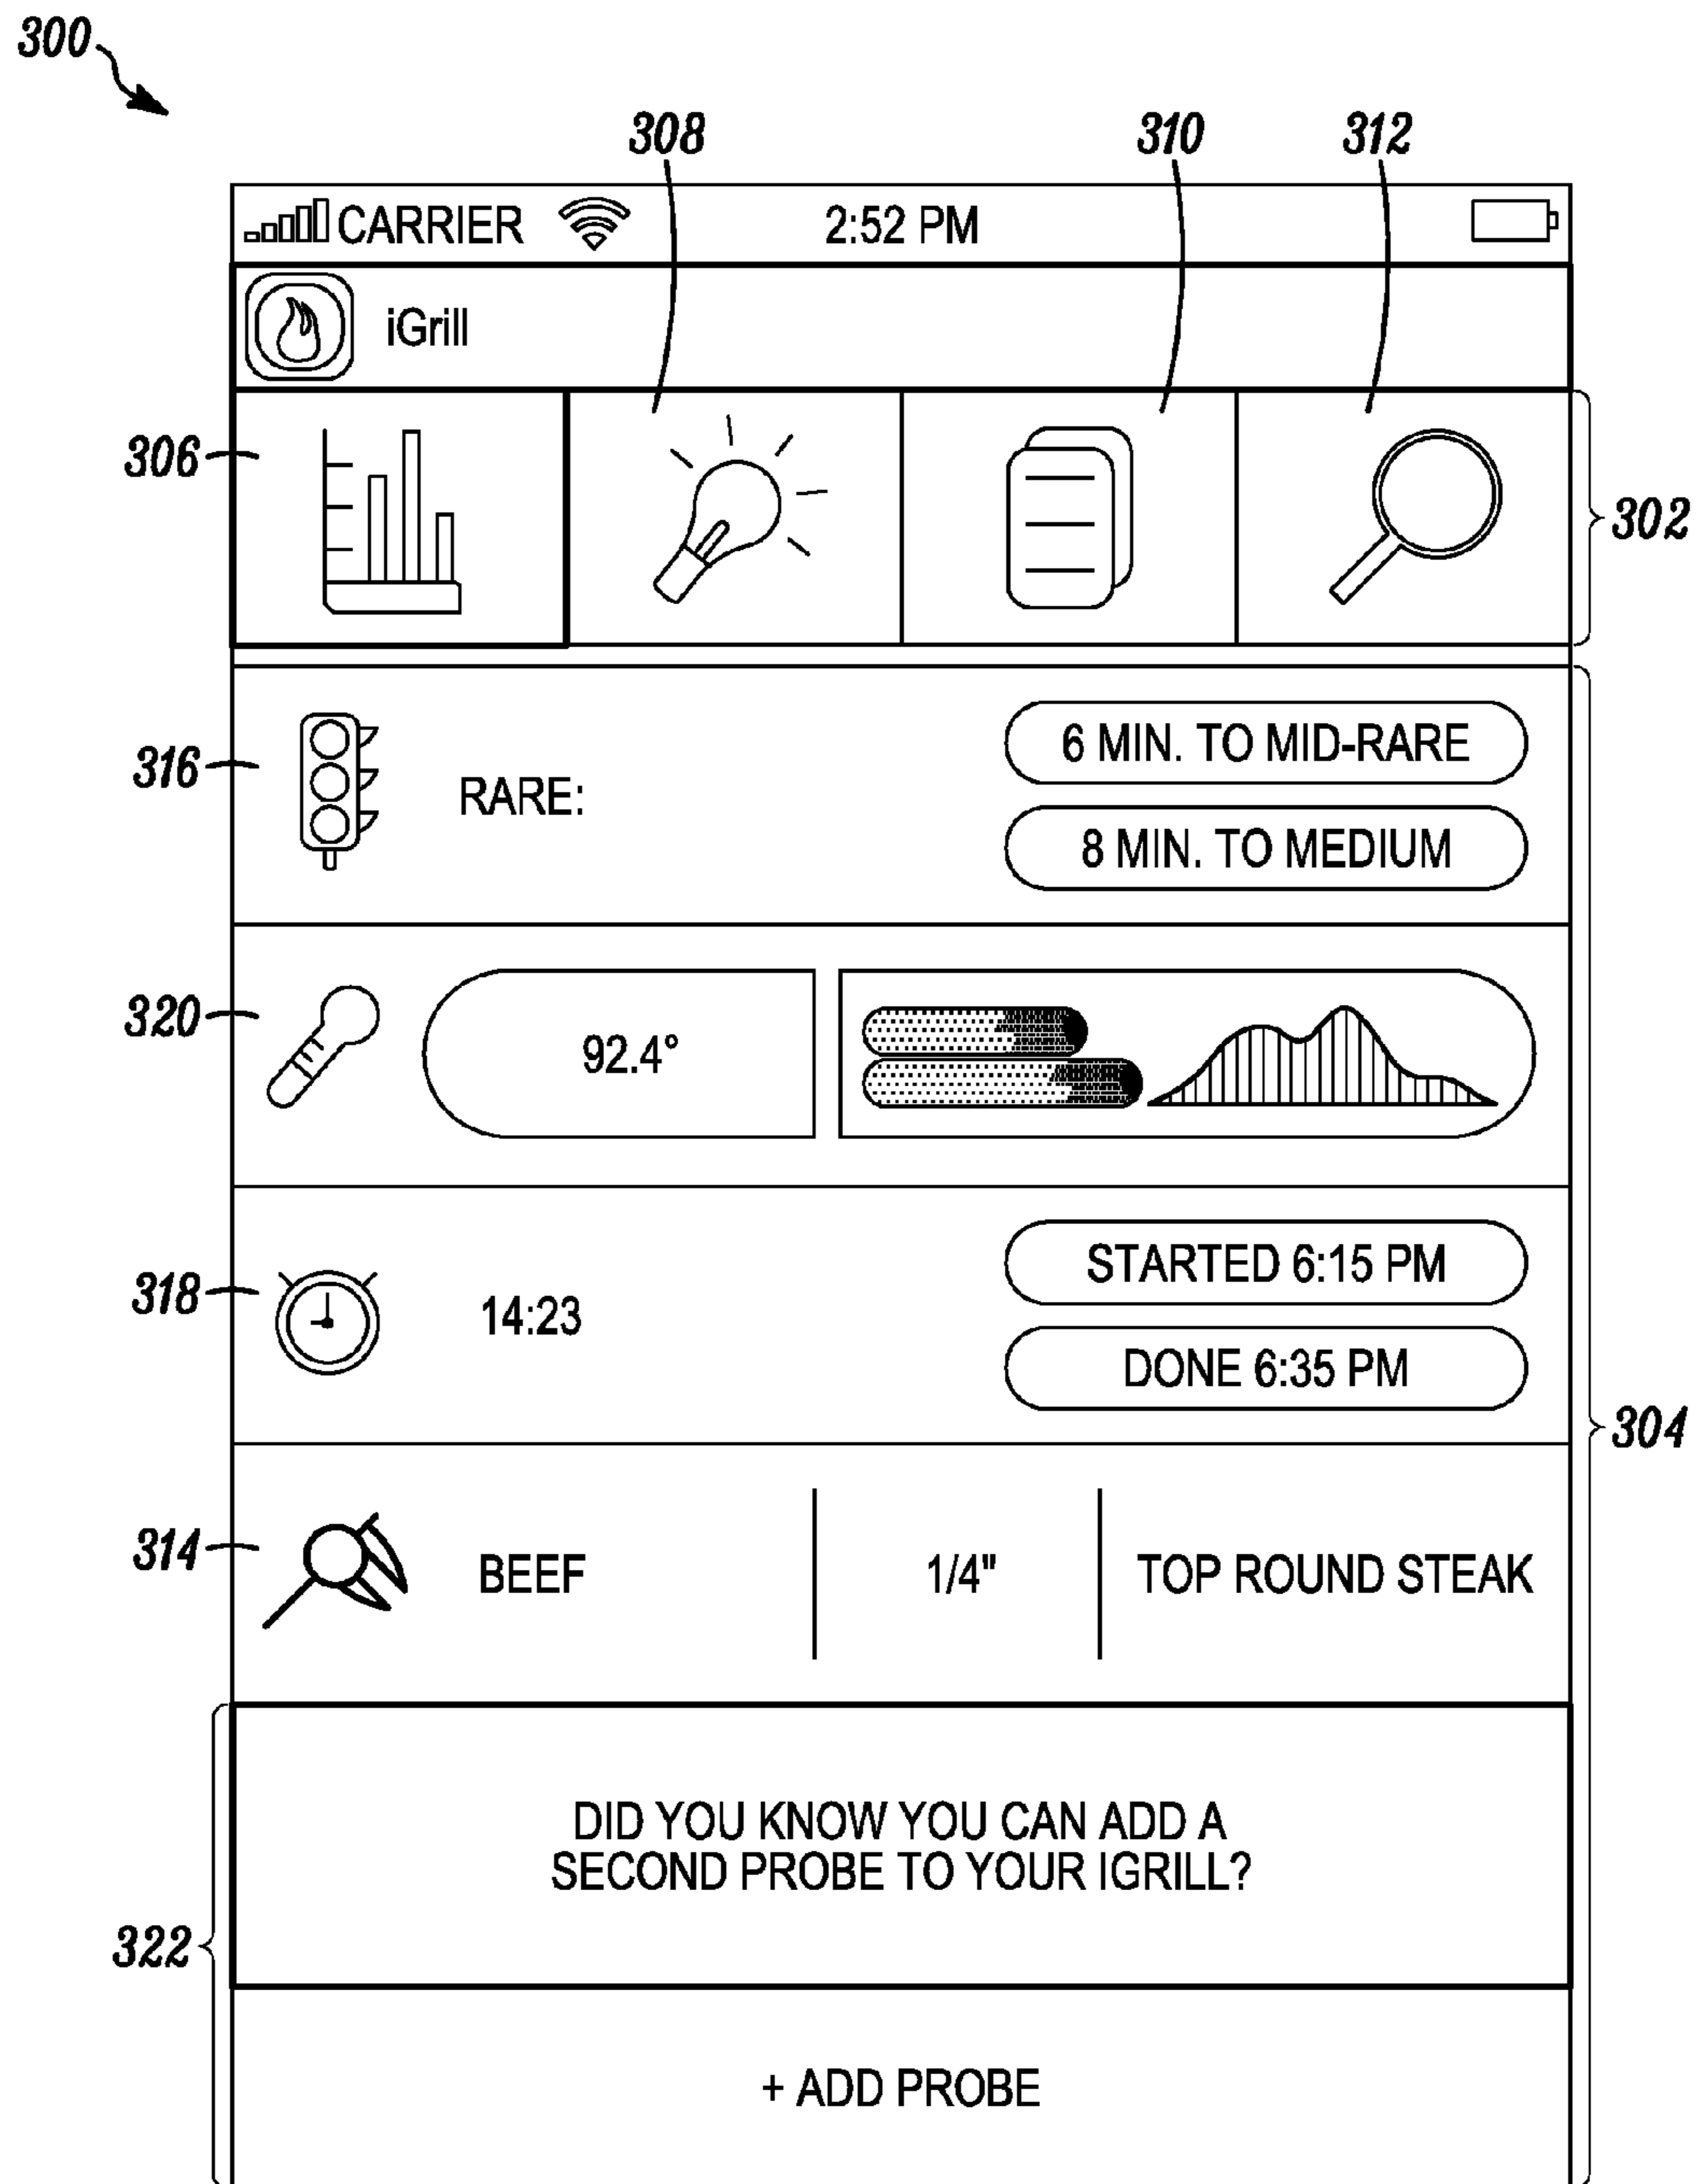 300
308
310
312
CARRIER
2:52 PM
iGrill
306
302
316
RARE:
6 MIN. TO MID-RARE
8 MIN. TO MEDIUM
320
92.4°
318
14:23
STARTED 6:15 PM
DONE 6:35 PM
304
314
BEEF
1/4"
TOP ROUND STEAK
DID YOU KNOW YOU CAN ADD A
SECOND PROBE TO YOUR IGRILL?
322
+ ADD PROBE